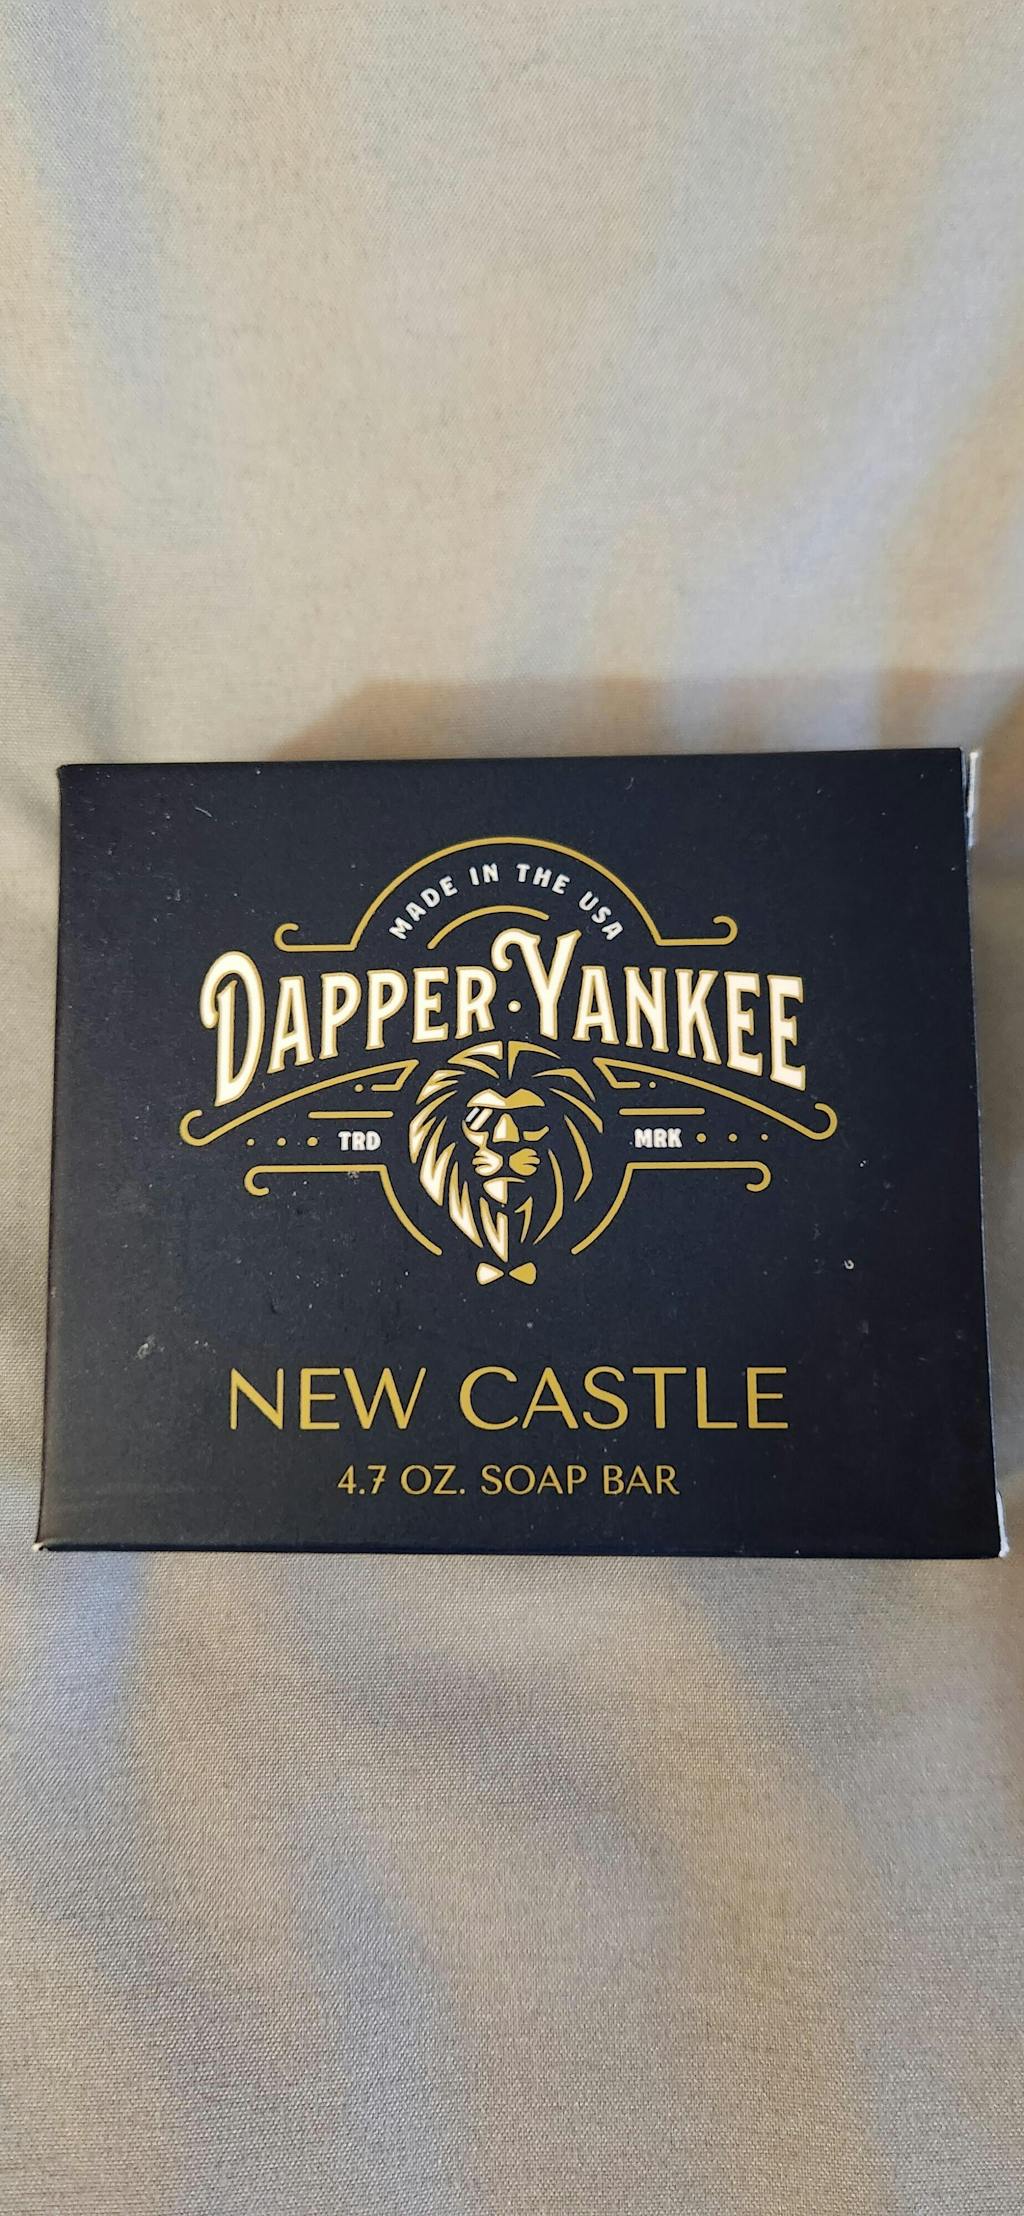 MADE IN THE USA
DAPPER · YANKEE
TRD MRK
NEW CASTLE
4.7 OZ. SOAP BAR